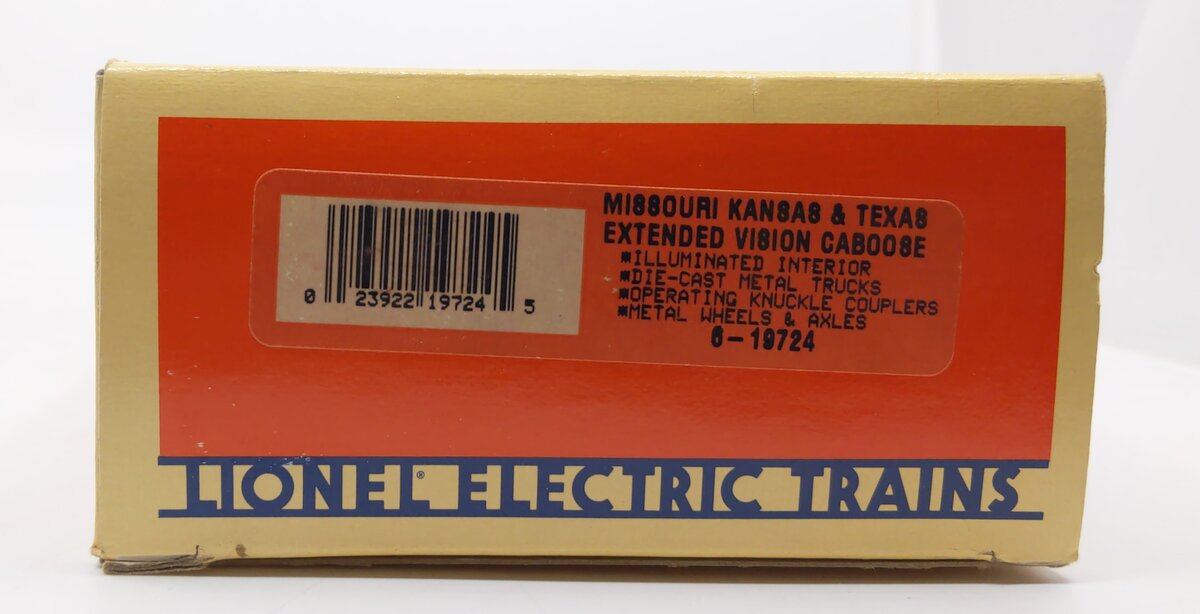 MISSOURI KANSAS & TEXAS
EXTENDED VISION CABOOSE
*ILLUMINATED INTERIOR
*DIE-CAST METAL TRUCKS
*OPERATING KNUCKLE COUPLERS
*METAL WHEELS & AXLES
6-19724
0 23922 19724 5
LIONEL® ELECTRIC TRAINS